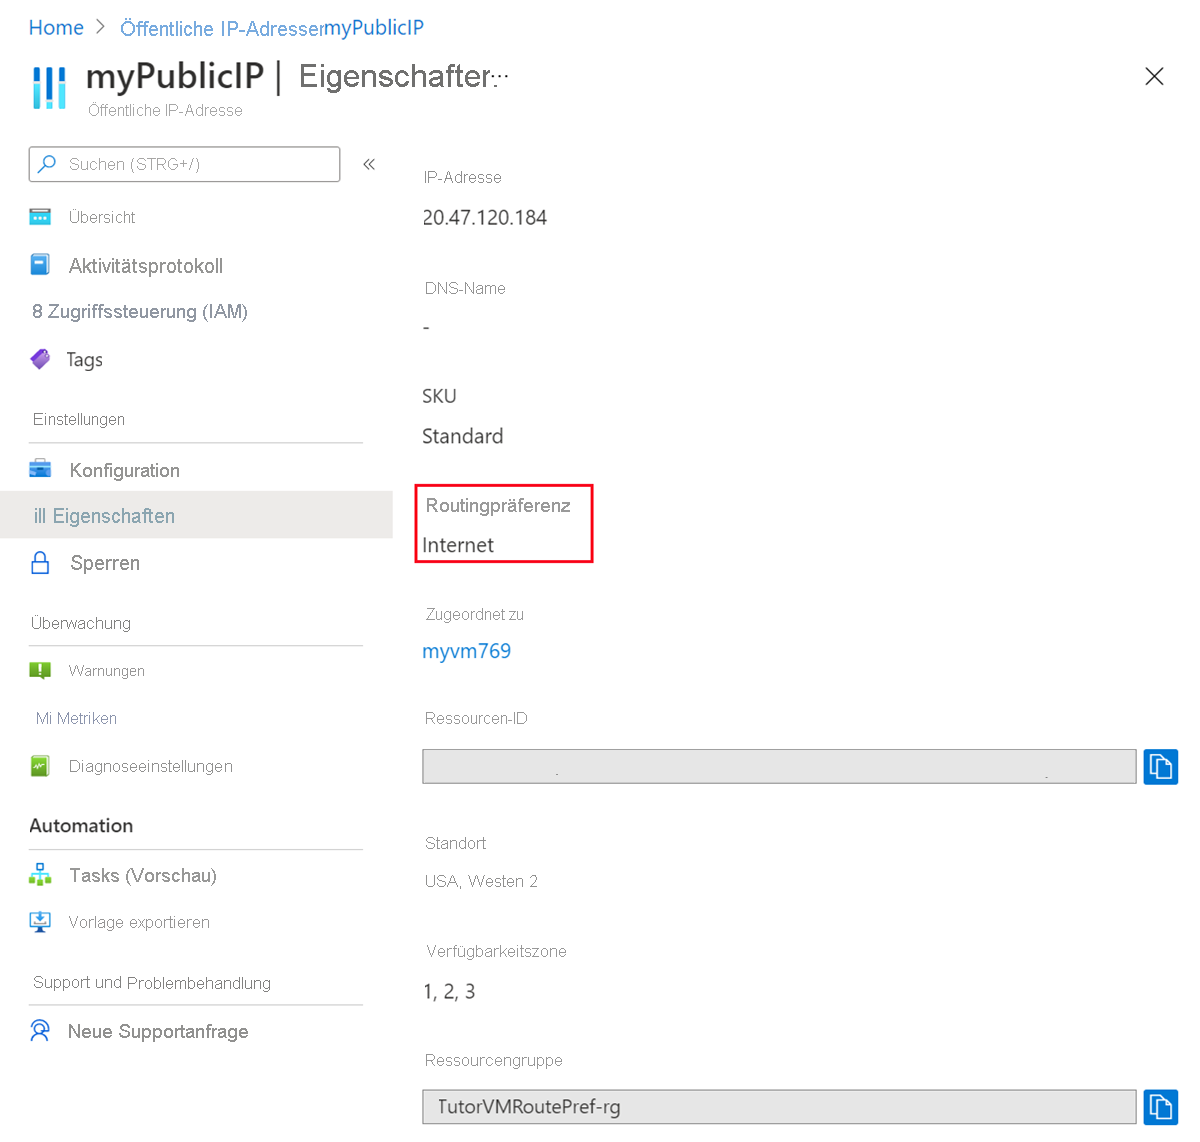 Home > Öffentliche IP-Adresser myPublicIP
myPublicIP | Eigenschafter...
Öffentliche IP-Adresse
Suchen (STRG+/)
«
Übersicht
Aktivitätsprotokoll
8 Zugriffssteuerung (IAM)
Tags
Einstellungen
Konfiguration
ill Eigenschaften
Sperren
Überwachung
Warnungen
Mi Metriken
Diagnoseeinstellungen
Automation
Tasks (Vorschau)
Vorlage exportieren
Support und Problembehandlung
Neue Supportanfrage
IP-Adresse
20.47.120.184
DNS-Name
-
SKU
Standard
Routingpräferenz
Internet
Zugeordnet zu
myvm769
Ressourcen-ID
Standort
USA, Westen 2
Verfügbarkeitszone
1, 2, 3
Ressourcengruppe
TutorVMRoutePref-rg